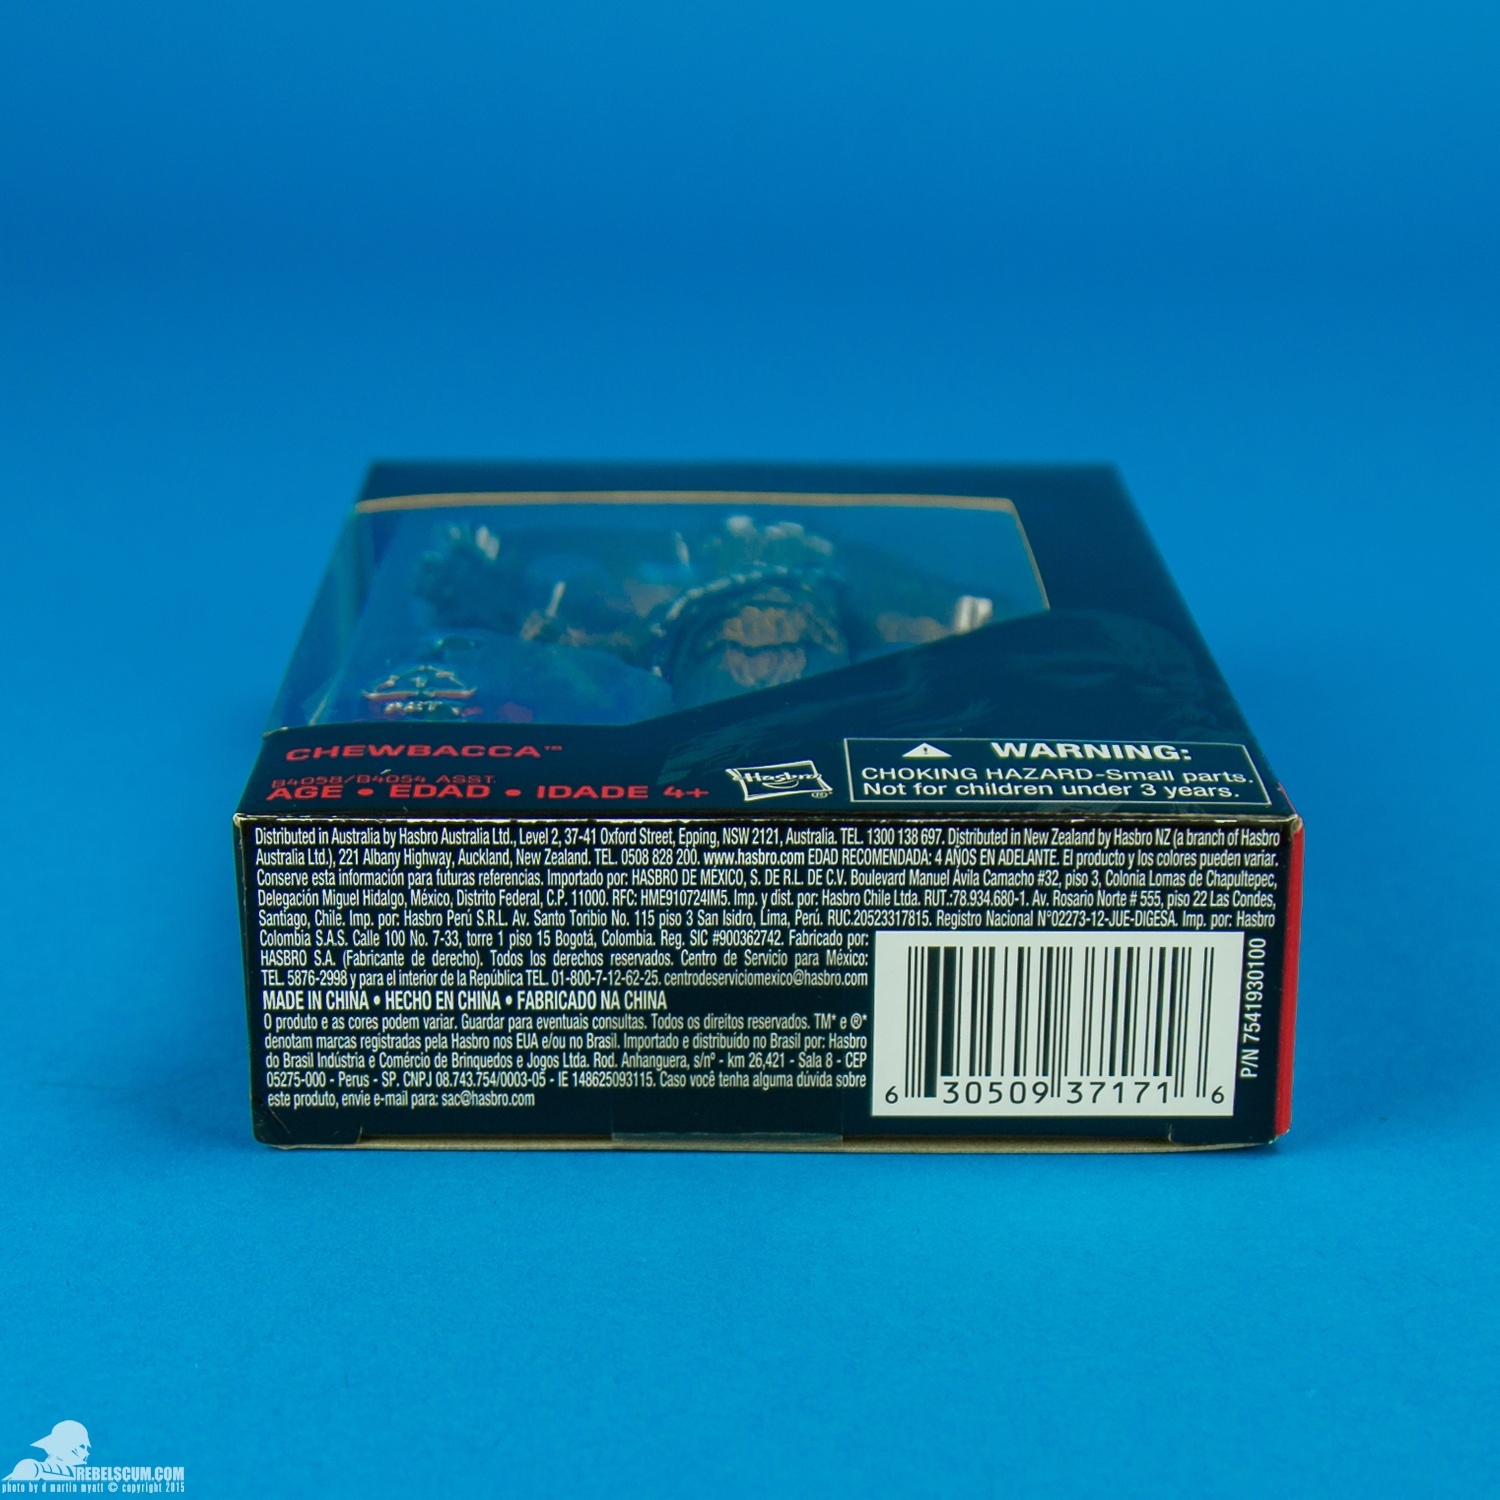 CHEWBACCA™
B4058/B4054 ASST.
AGE • EDAD • IDADE 4+
Hasbro®
⚠ WARNING:
CHOKING HAZARD-Small parts.
Not for children under 3 years.
Distributed in Australia by Hasbro Australia Ltd., Level 2, 37-41 Oxford Street, Epping, NSW 2121, Australia. TEL. 1300 138 697. Distributed in New Zealand by Hasbro NZ (a branch of Hasbro
Australia Ltd.), 221 Albany Highway, Auckland, New Zealand. TEL. 0508 828 200. www.hasbro.com EDAD RECOMENDADA: 4 AÑOS EN ADELANTE. El producto y los colores pueden variar.
Conserve esta información para futuras referencias. Importado por: HASBRO DE MEXICO, S. DE R.L. DE C.V. Boulevard Manuel Ávila Camacho #32, piso 3, Colonia Lomas de Chapultepec,
Delegación Miguel Hidalgo, México, Distrito Federal, C.P. 11000. RFC: HME910724IM5. Imp. y dist. por: Hasbro Chile Ltda. RUT.:78.934.680-1. Av. Rosario Norte # 555, piso 22 Las Condes,
Santiago, Chile. Imp. por: Hasbro Perú S.R.L. Av. Santo Toribio No. 115 piso 3 San Isidro, Lima, Perú. RUC.20523317815. Registro Nacional N°02273-12-JUE-DIGESA. Imp. por: Hasbro
Colombia S.A.S. Calle 100 No. 7-33, torre 1 piso 15 Bogotá, Colombia. Reg. SIC #900362742. Fabricado por:
HASBRO S.A. (Fabricante de derecho). Todos los derechos reservados. Centro de Servicio para México:
TEL. 5876-2998 y para el interior de la República TEL. 01-800-7-12-62-25. centrodeserviciomexico@hasbro.com
MADE IN CHINA • HECHO EN CHINA • FABRICADO NA CHINA
O produto e as cores podem variar. Guardar para eventuais consultas. Todos os direitos reservados. TM* e ®*
denotam marcas registradas pela Hasbro nos EUA e/ou no Brasil. Importado e distribuído no Brasil por: Hasbro
do Brasil Indústria e Comércio de Brinquedos e Jogos Ltda. Rod. Anhanguera, s/nº - km 26,421 - Sala 8 - CEP
05275-000 - Perus - SP. CNPJ 08.743.754/0003-05 - IE 148625093115. Caso você tenha alguma dúvida sobre
este produto, envie e-mail para: sac@hasbro.com
6 30509 37171 6
P/N 7541930100
REBELSCUM.COM
photo by d martin myatt © copyright 2015